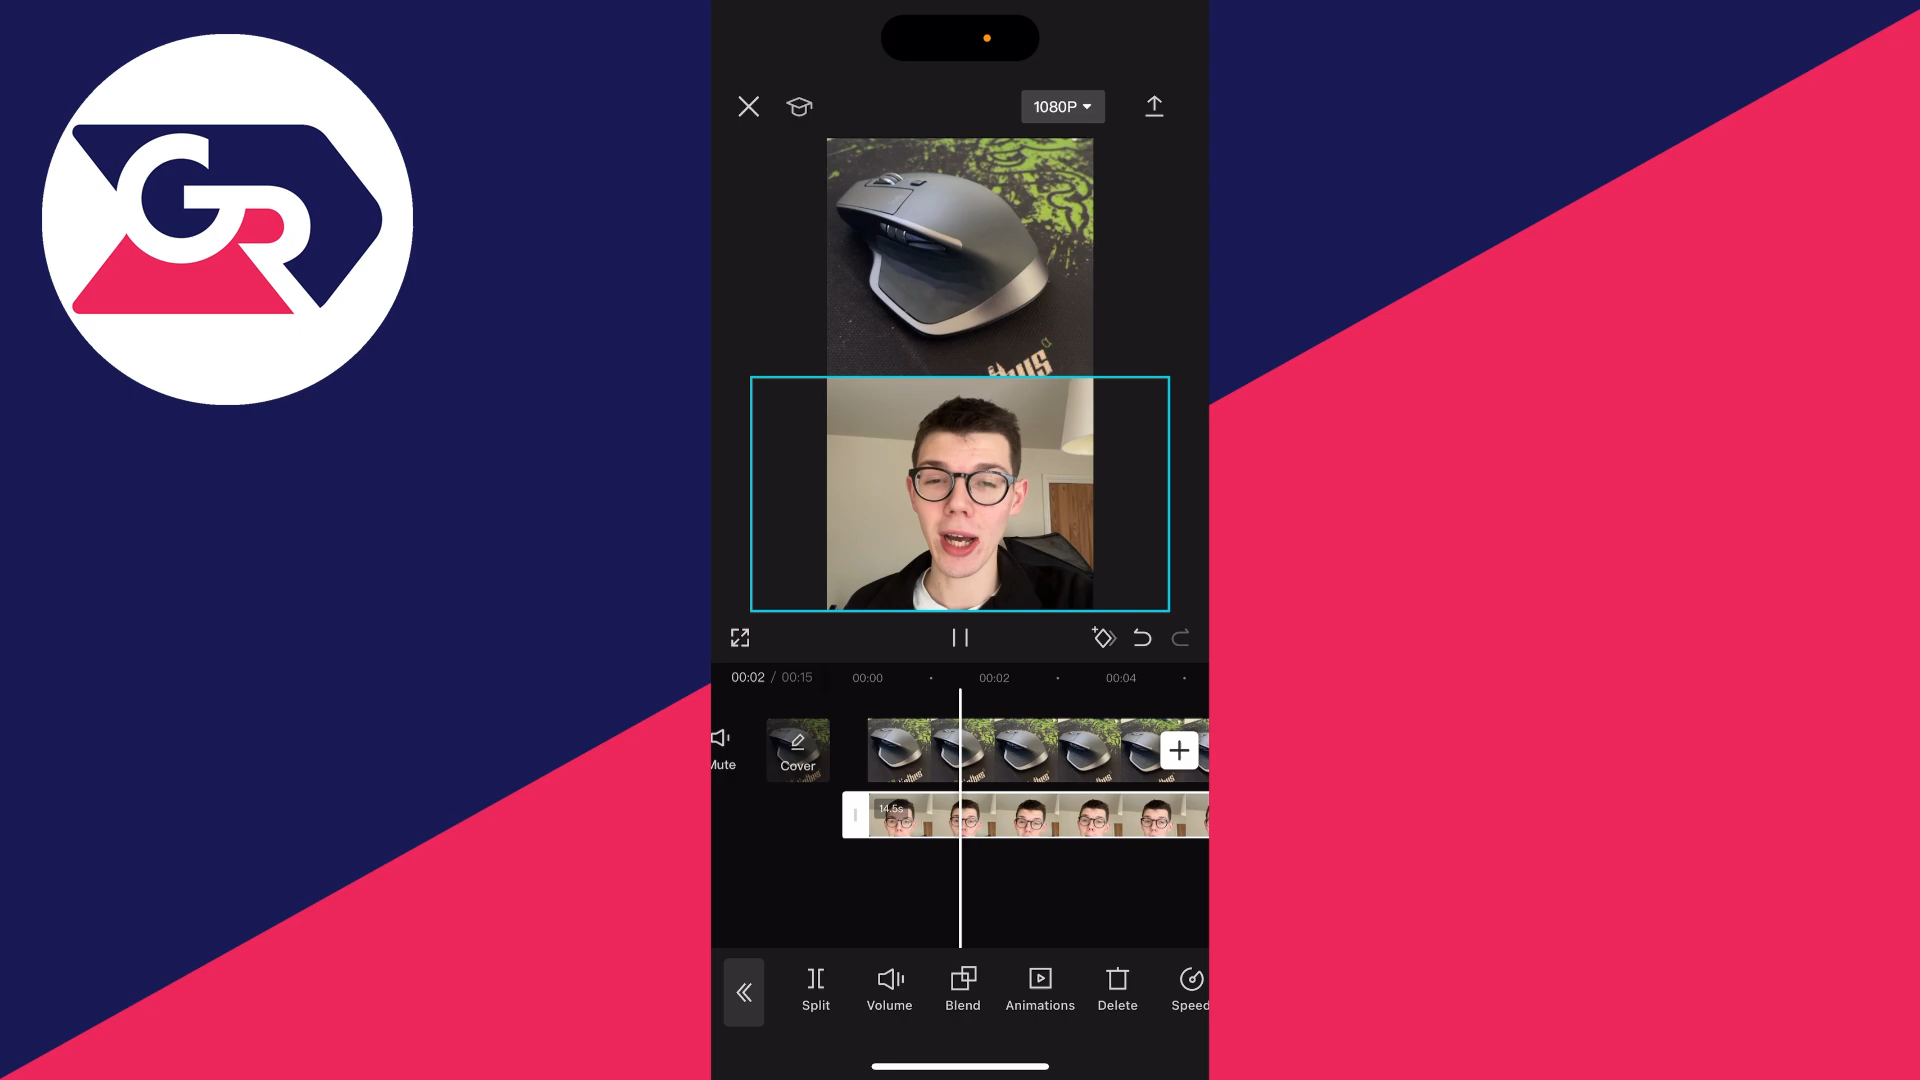 GR
1080P
00:02 / 00:15
00:00
00:02
00:04
Mute
Cover
14.5s
Split
Volume
Blend
Animations
Delete
Speed